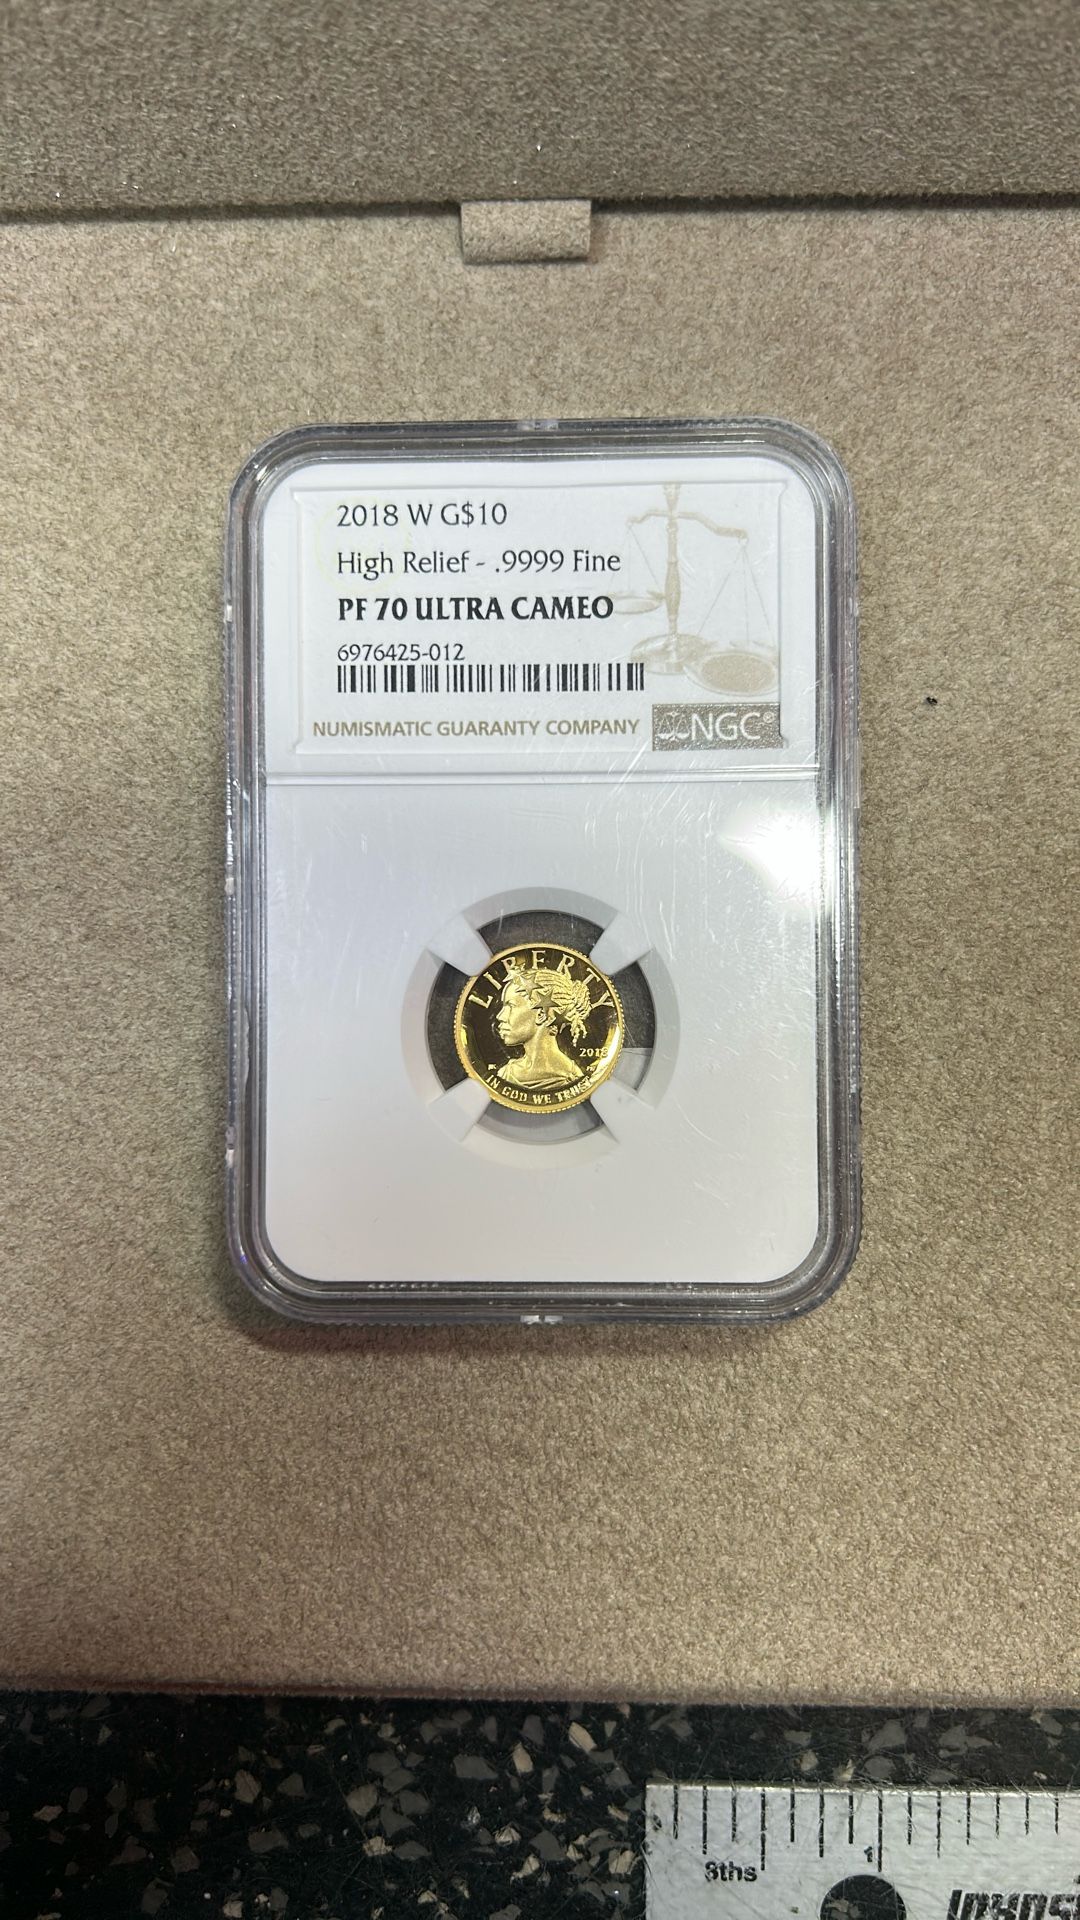 2018 W G$10
High Relief - .9999 Fine
PF 70 ULTRA CAMEO
6976425-012
NUMISMATIC GUARANTY COMPANY NGC®
LIBERTY
2018
IN GOD WE TRUST
1
8ths